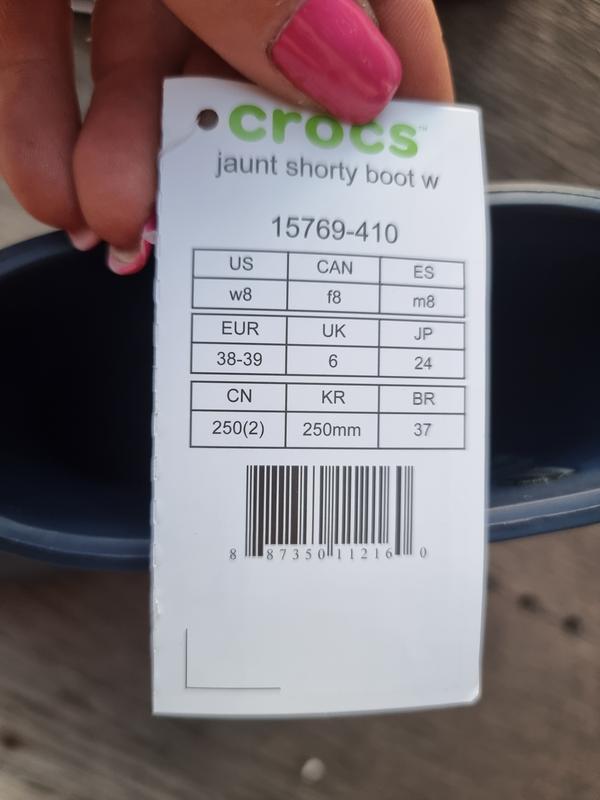 crocs™
jaunt shorty boot w
15769-410
US CAN ES
w8 f8 m8
EUR UK JP
38-39 6 24
CN KR BR
250(2) 250mm 37
8 87350 11216 0